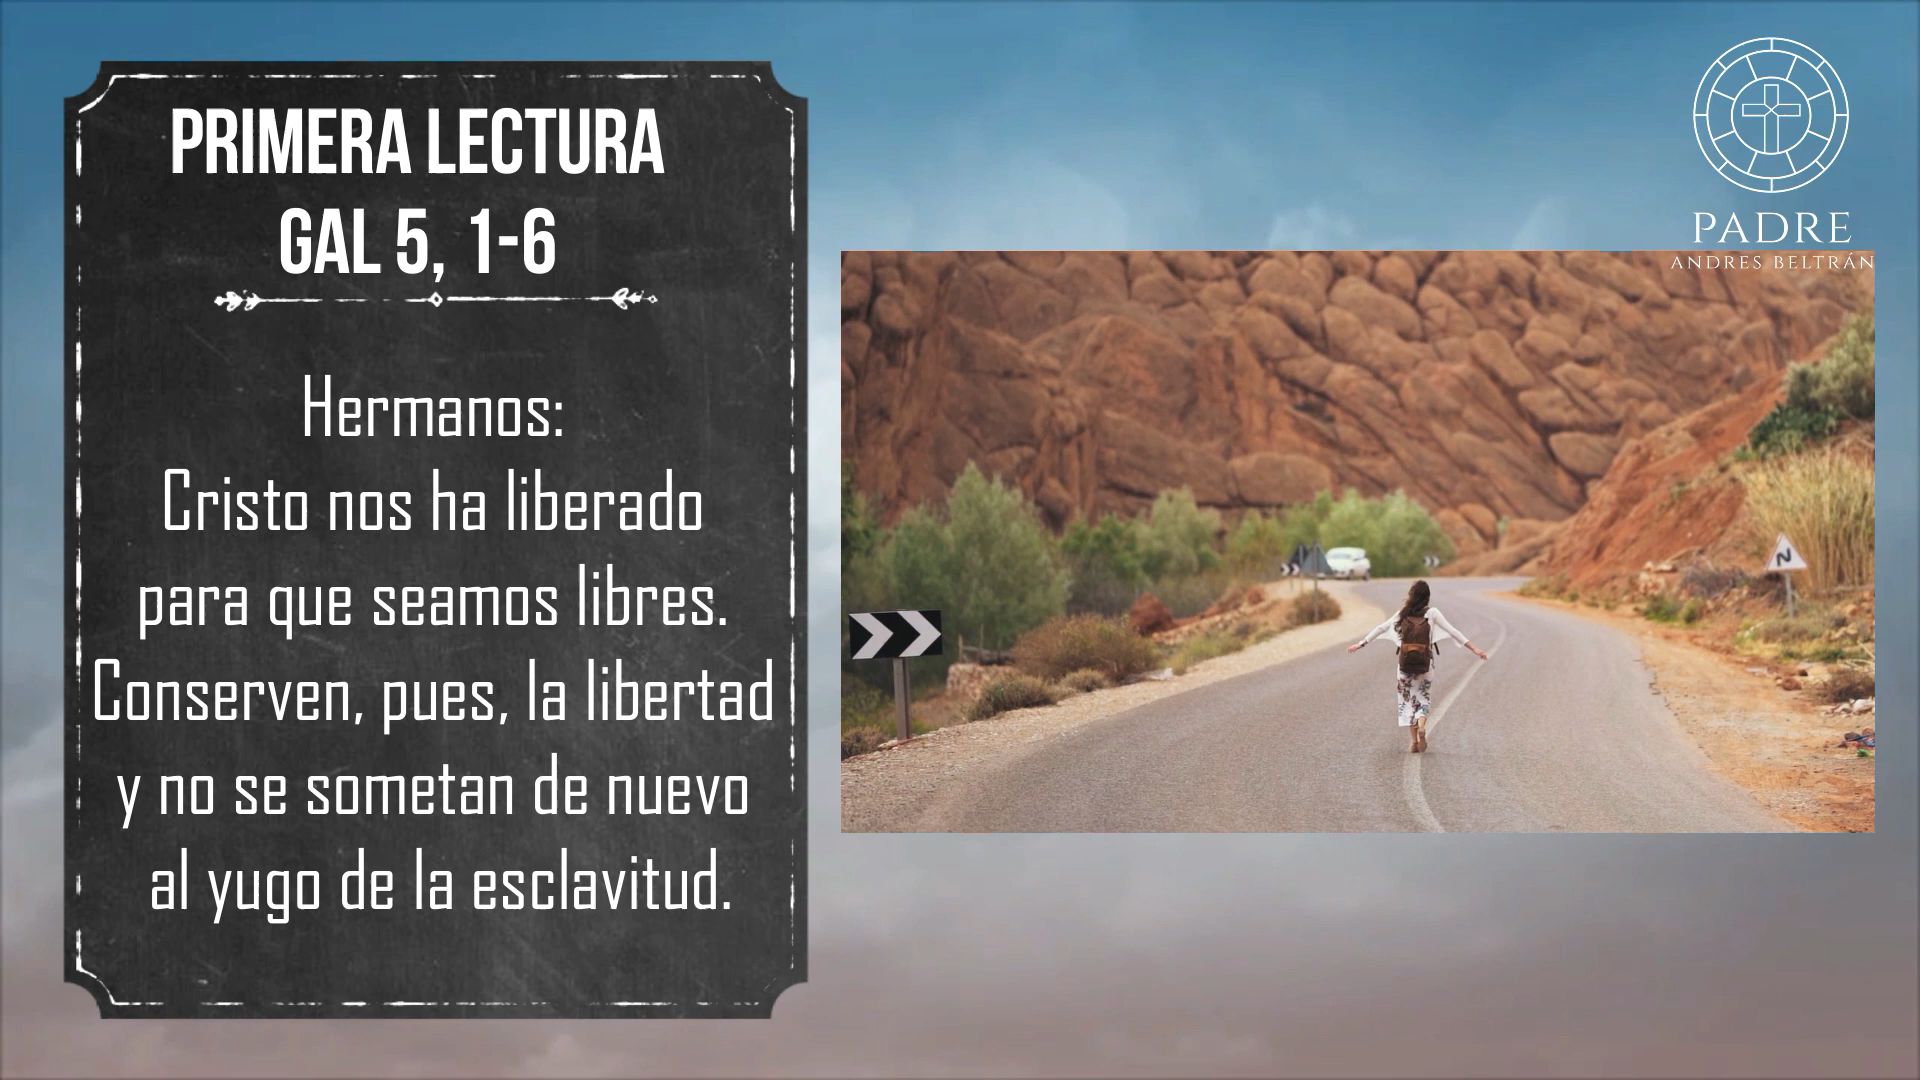 PRIMERA LECTURA
GAL 5, 1-6
Hermanos:
Cristo nos ha liberado
para que seamos libres.
Conserven, pues, la libertad
y no se sometan de nuevo
al yugo de la esclavitud.
PADRE
ANDRES BELTRÁN